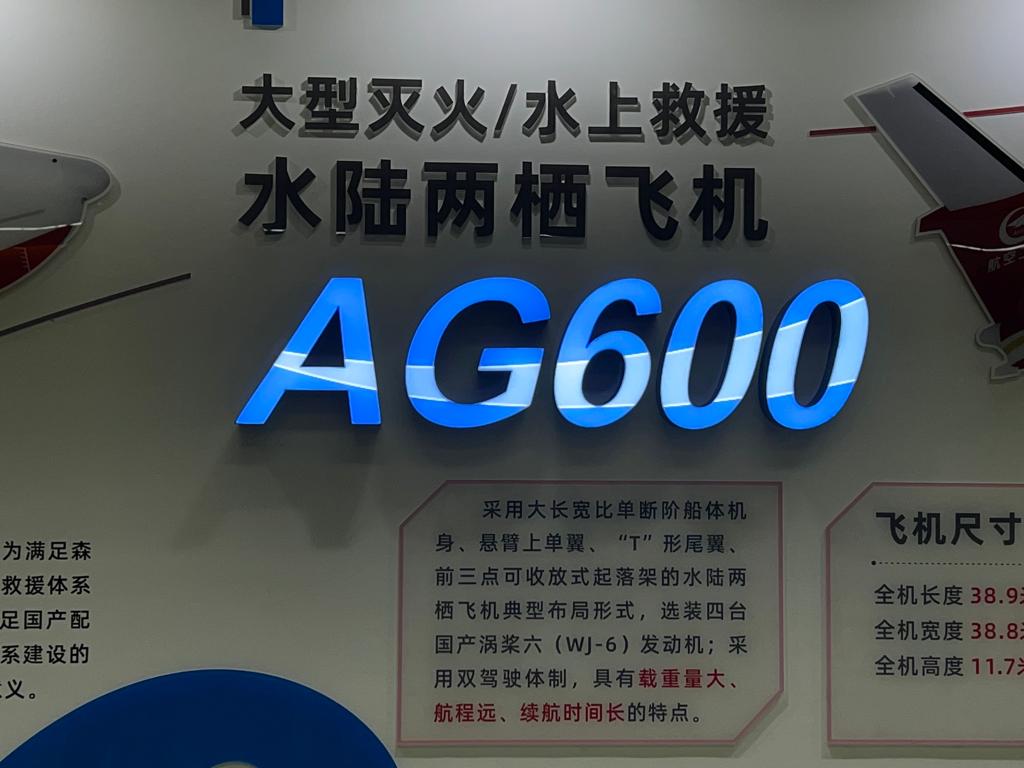 大型灭火/水上救援
水陆两栖飞机
AG600
为满足森
救援体系
足国产配
系建设的
义。
采用大长宽比单断阶船体机
身、悬臂上单翼、“T”形尾翼、
前三点可收放式起落架的水陆两
栖飞机典型布局形式，选装四台
国产涡桨六（WJ-6）发动机；采
用双驾驶体制，具有载重量大、
航程远、续航时间长的特点。
飞机尺寸
全机长度 38.9米
全机宽度 38.8米
全机高度 11.7米
航空